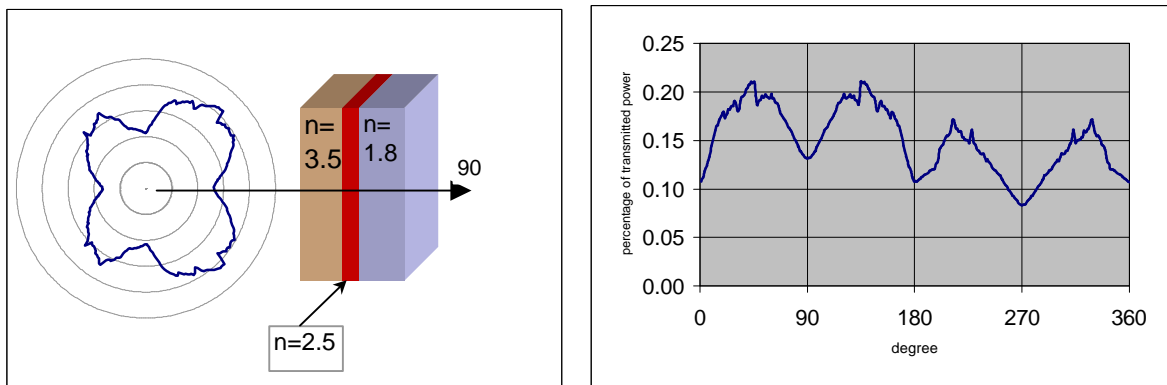 n=
3.5
n=
1.8
90
n=2.5
percentage of transmitted power
0.25
0.20
0.15
0.10
0.05
0.00
0 90 180 270 360
degree